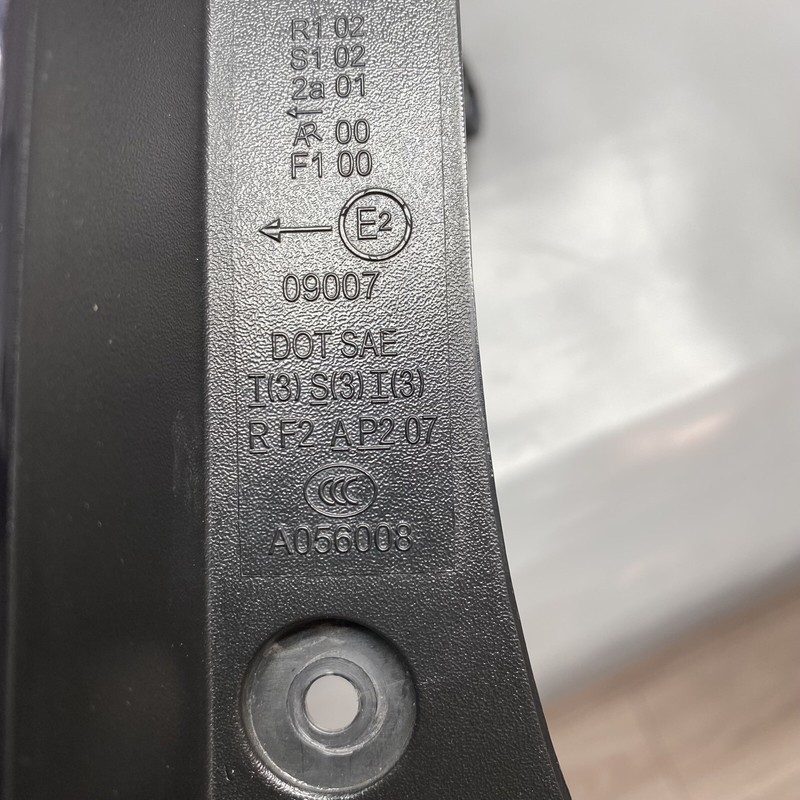 R1 02
S1 02
2a 01
AR 00
F1 00
← E2
09007
DOT SAE
I(3) S(3) T(3)
R F2 A P2 07
CCC
A056008